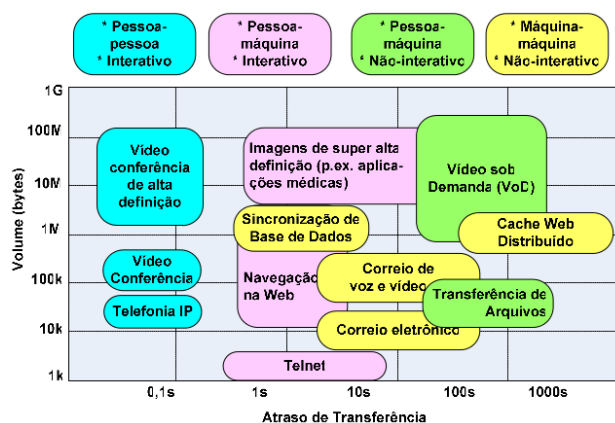 * Pessoa-
pessoa
* Interativo
* Pessoa-
máquina
* Interativo
* Pessoa-
máquina
* Não-interativo
* Máquina-
máquina
* Não-interativo
Volume (bytes)
1G
100M
10M
1M
100k
10k
1k
Vídeo
conferência
de alta
definição
Imagens de super alta
definição (p.ex. aplica-
ções médicas)
Vídeo sob
Demanda (VoD)
Sincronização de
Base de Dados
Cache Web
Distribuído
Vídeo
Conferência
Navegação
na Web
Correio de
voz e vídeo
Transferência de
Arquivos
Telefonia IP
Correio eletrônico
Telnet
0,1s
1s
10s
100s
1000s
Atraso de Transferência